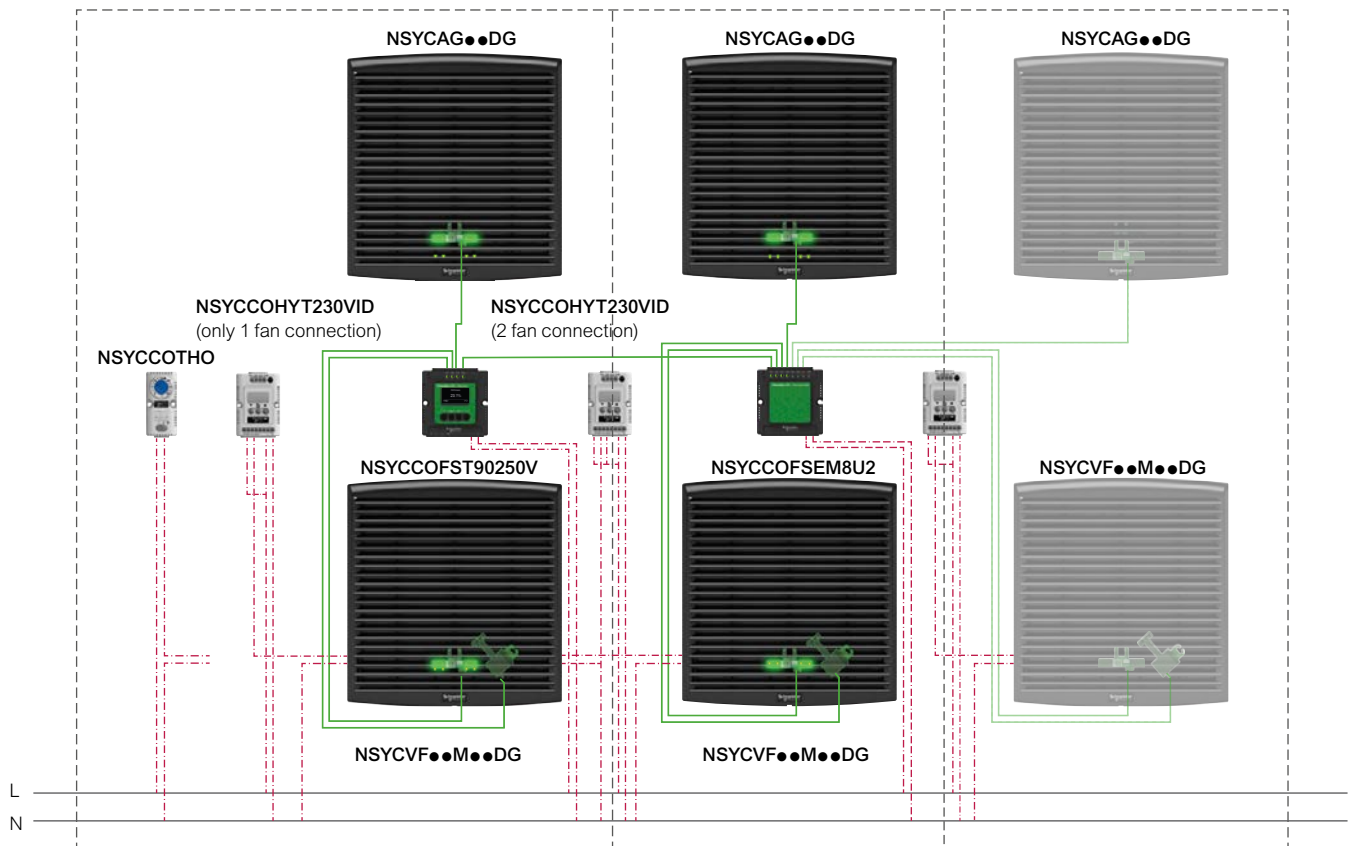 NSYCAG●●DG
NSYCAG●●DG
NSYCAG●●DG
NSYCCOHYT230VID
(only 1 fan connection)
NSYCCOHYT230VID
(2 fan connection)
NSYCCOTHO
NSYCCOFST90250V
NSYCCOFSEM8U2
NSYCVF●●M●●DG
NSYCVF●●M●●DG
NSYCVF●●M●●DG
L
N